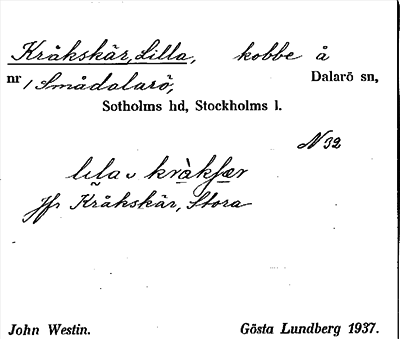 Kråkskär, Lilla, kobbe å
nr 1 Smådalarö, Dalarö sn,
Sotholms hd, Stockholms l.
N 32
lila
Jfr Kråkskär, Stora
John Westin. Gösta Lundberg 1937.